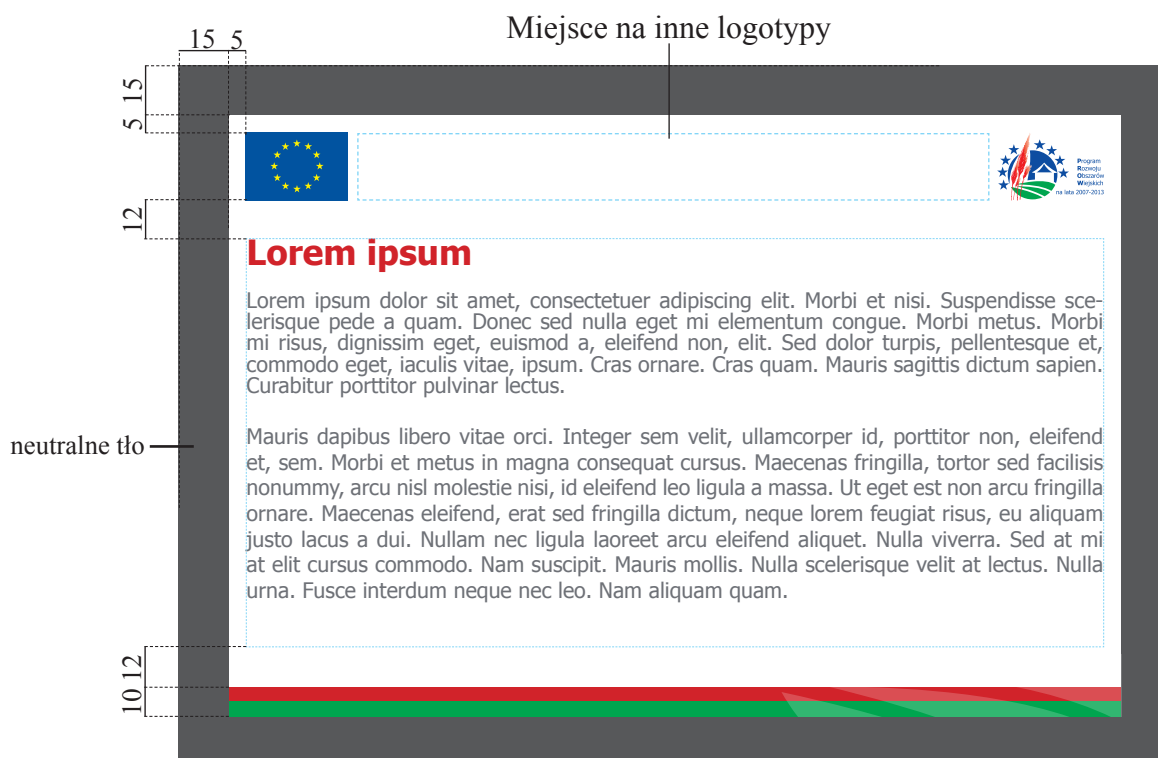 Miejsce na inne logotypy
15 5
15
5
12
Program
Rozwoju
Obszarów
Wiejskich
na lata 2007-2013
Lorem ipsum
Lorem ipsum dolor sit amet, consectetuer adipiscing elit. Morbi et nisi. Suspendisse sce-
lerisque pede a quam. Donec sed nulla eget mi elementum congue. Morbi metus. Morbi
mi risus, dignissim eget, euismod a, eleifend non, elit. Sed dolor turpis, pellentesque et,
commodo eget, iaculis vitae, ipsum. Cras ornare. Cras quam. Mauris sagittis dictum sapien.
Curabitur porttitor pulvinar lectus.
neutralne tło
Mauris dapibus libero vitae orci. Integer sem velit, ullamcorper id, porttitor non, eleifend
et, sem. Morbi et metus in magna consequat cursus. Maecenas fringilla, tortor sed facilisis
nonummy, arcu nisl molestie nisi, id eleifend leo ligula a massa. Ut eget est non arcu fringilla
ornare. Maecenas eleifend, erat sed fringilla dictum, neque lorem feugiat risus, eu aliquam
justo lacus a dui. Nullam nec ligula laoreet arcu eleifend aliquet. Nulla viverra. Sed at mi
at elit cursus commodo. Nam suscipit. Mauris mollis. Nulla scelerisque velit at lectus. Nulla
urna. Fusce interdum neque nec leo. Nam aliquam quam.
12
10